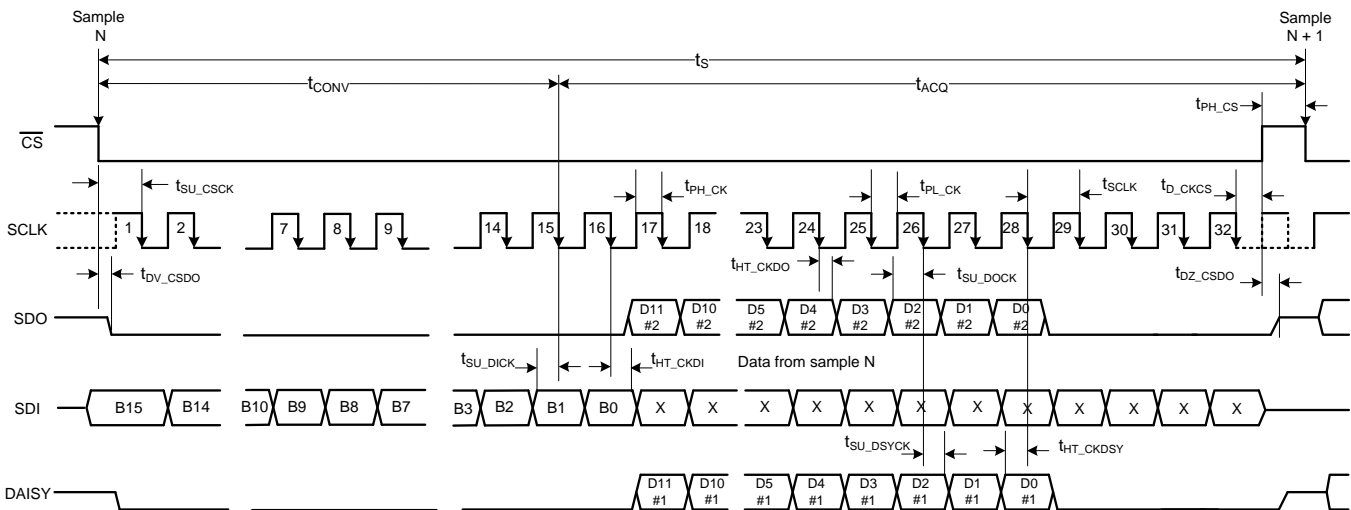 Sample N
Sample N + 1
tS
tCONV
tACQ
tPH_CS
CS
tSU_CSCK
tPH_CK
tPL_CK
tSCLK
tD_CKCS
SCLK
1 2 7 8 9 14 15 16 17 18 23 24 25 26 27 28 29 30 31 32
tDV_CSDO
tHT_CKDO
tSU_DOCK
tDZ_CSDO
SDO
D11 #2 D10 #2 D5 #2 D4 #2 D3 #2 D2 #2 D1 #2 D0 #2
tSU_DICK
tHT_CKDI
Data from sample N
SDI
B15 B14 B10 B9 B8 B7 B3 B2 B1 B0 X X X X X X X X X X X X
tSU_DSYCK
tHT_CKDSY
DAISY
D11 #1 D10 #1 D5 #1 D4 #1 D3 #1 D2 #1 D1 #1 D0 #1